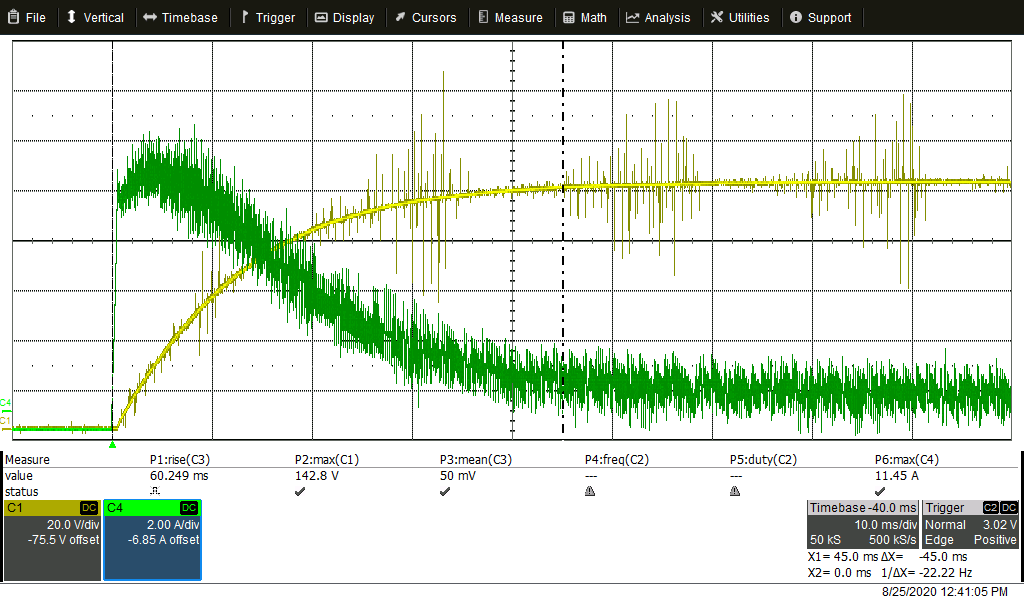 File Vertical Timebase Trigger Display Cursors Measure Math Analysis Utilities Support
C4
C1
Measure P1:rise(C3) P2:max(C1) P3:mean(C3) P4:freq(C2) P5:duty(C2) P6:max(C4)
value 60.249 ms 142.8 V 50 mV --- --- 11.45 A
status
C1 DC C4 DC Timebase -40.0 ms Trigger C2 DC
20.0 V/div 2.00 A/div 10.0 ms/div Normal 3.02 V
-75.5 V offset -6.85 A offset 50 kS 500 kS/s Edge Positive
X1= 45.0 ms ΔX= -45.0 ms
X2= 0.0 ms 1/ΔX= -22.22 Hz
8/25/2020 12:41:05 PM